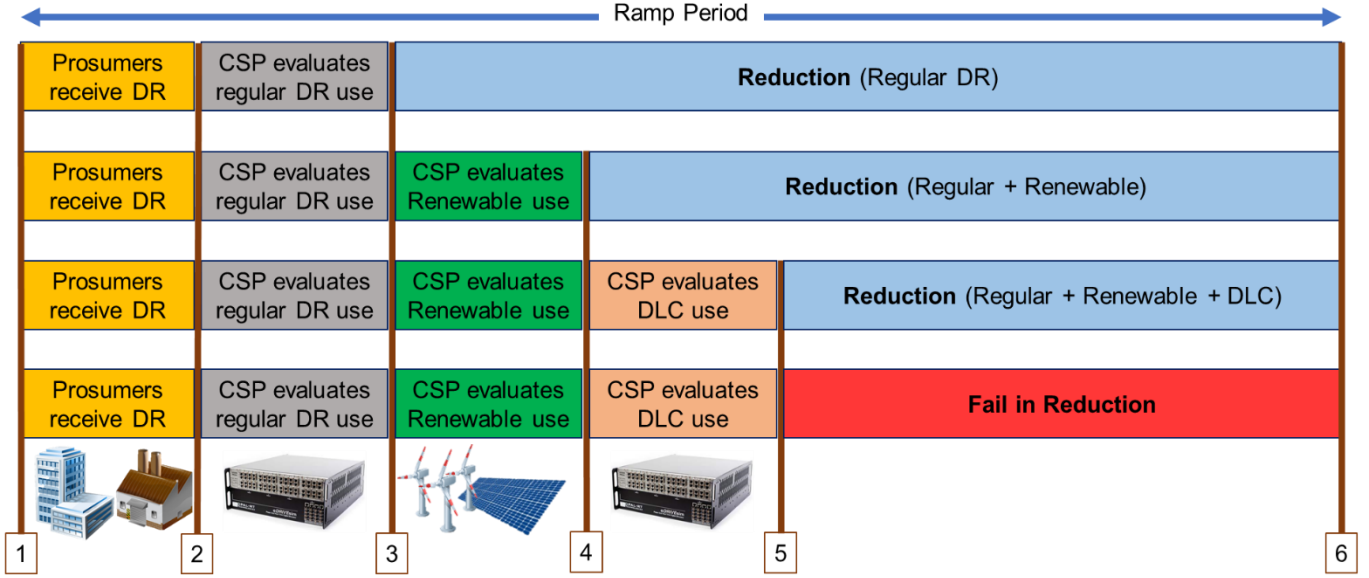 Ramp Period
Prosumers
receive DR
CSP evaluates
regular DR use
Reduction (Regular DR)
Prosumers
receive DR
CSP evaluates
regular DR use
CSP evaluates
Renewable use
Reduction (Regular + Renewable)
Prosumers
receive DR
CSP evaluates
regular DR use
CSP evaluates
Renewable use
CSP evaluates
DLC use
Reduction (Regular + Renewable + DLC)
Prosumers
receive DR
CSP evaluates
regular DR use
CSP evaluates
Renewable use
CSP evaluates
DLC use
Fail in Reduction
1
2
3
4
5
6